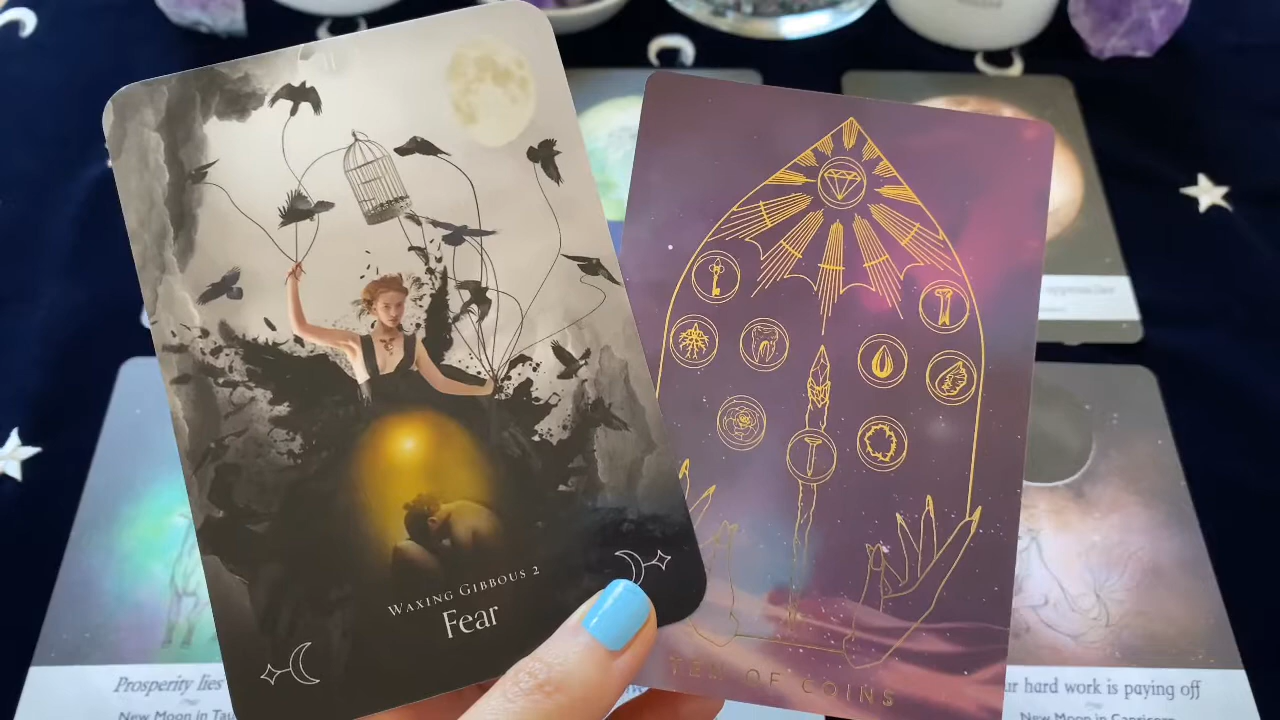 WAXING GIBBOUS 2
Fear
TEN OF COINS
Prosperity lies
New Moon in Tau
ur hard work is paying off
New Moon in Capricorn